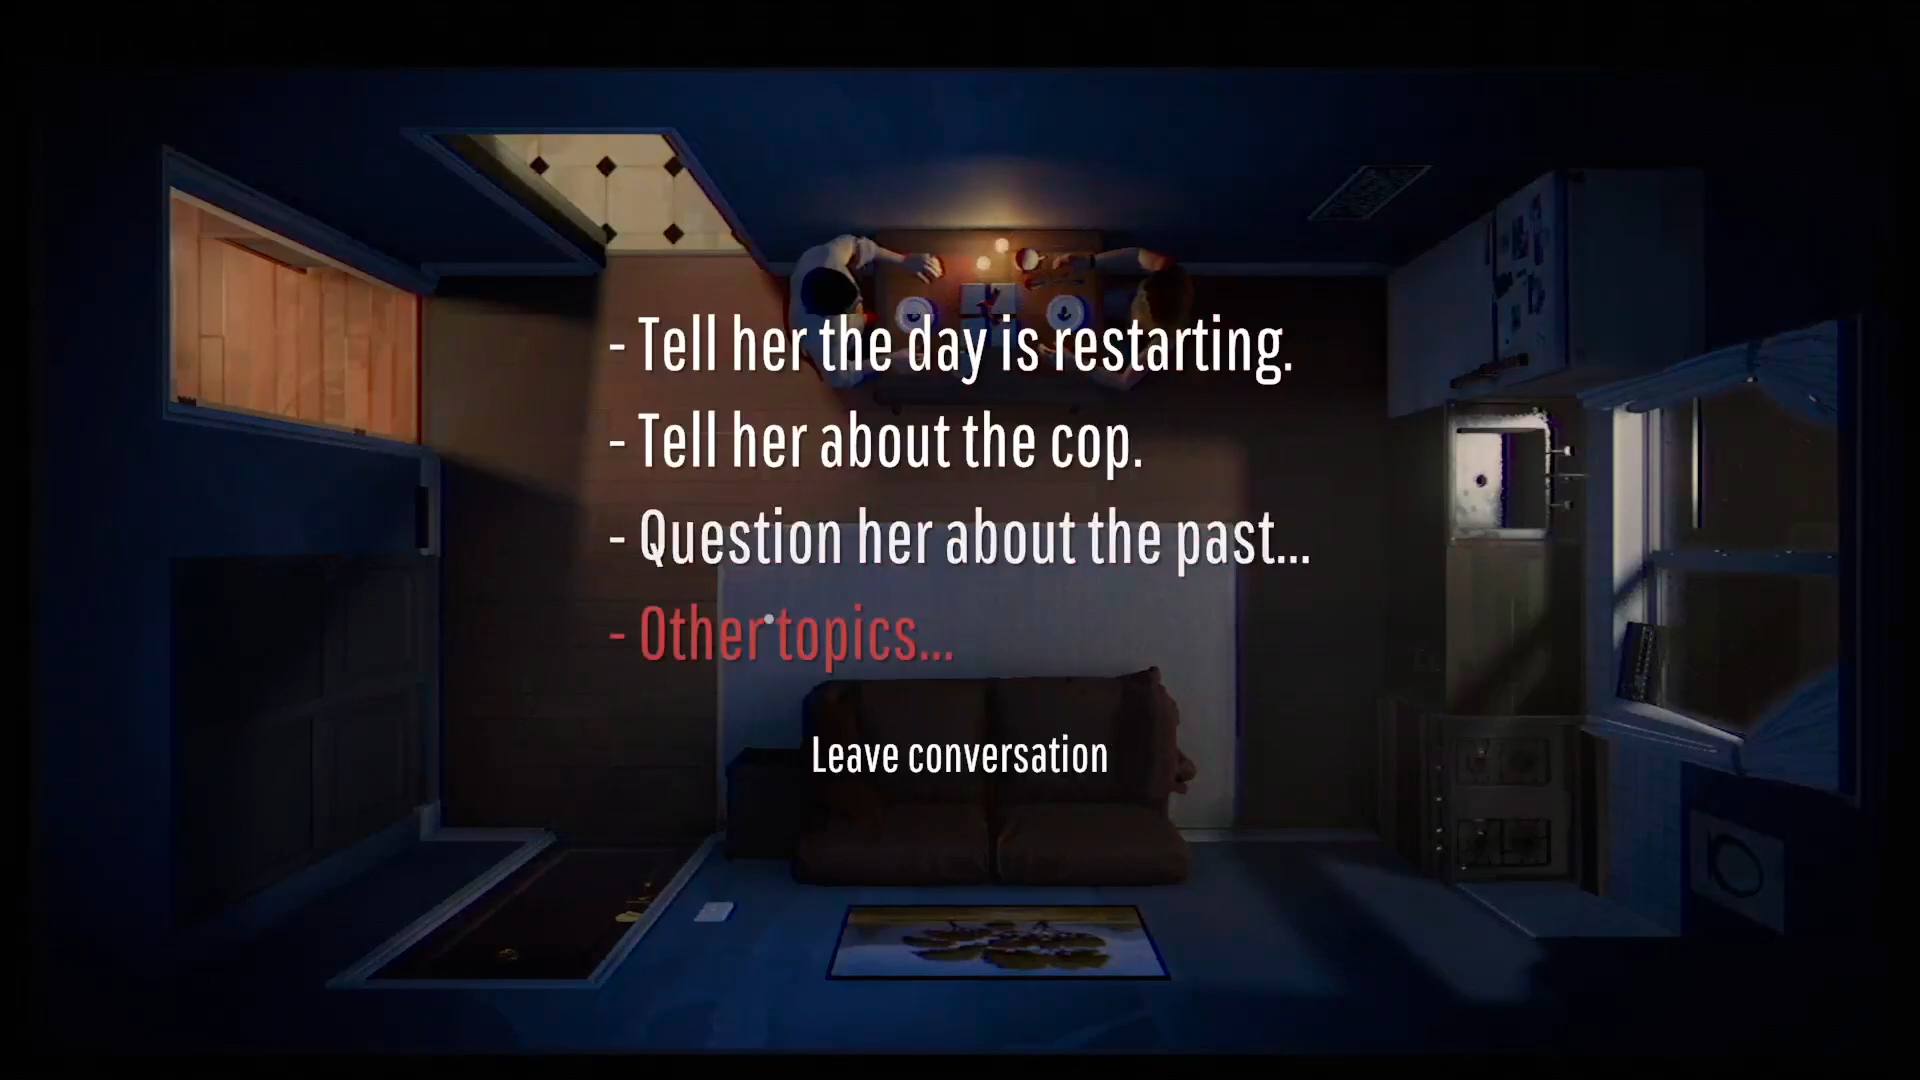 - Tell her the day is restarting.
- Tell her about the cop.
- Question her about the past...
- Other topics...
Leave conversation